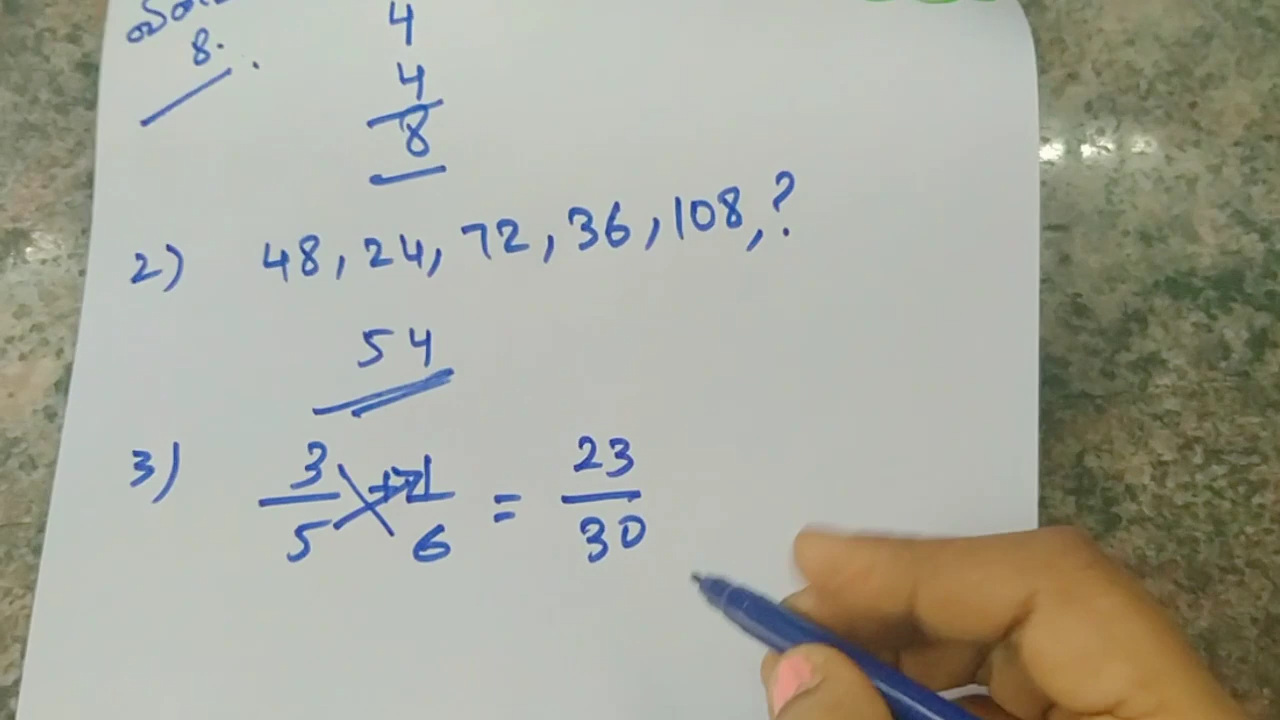 8.
4
4
8
2) 48, 24, 72, 36, 108, ?
54
3) 3/5 + 1/6 = 23/30